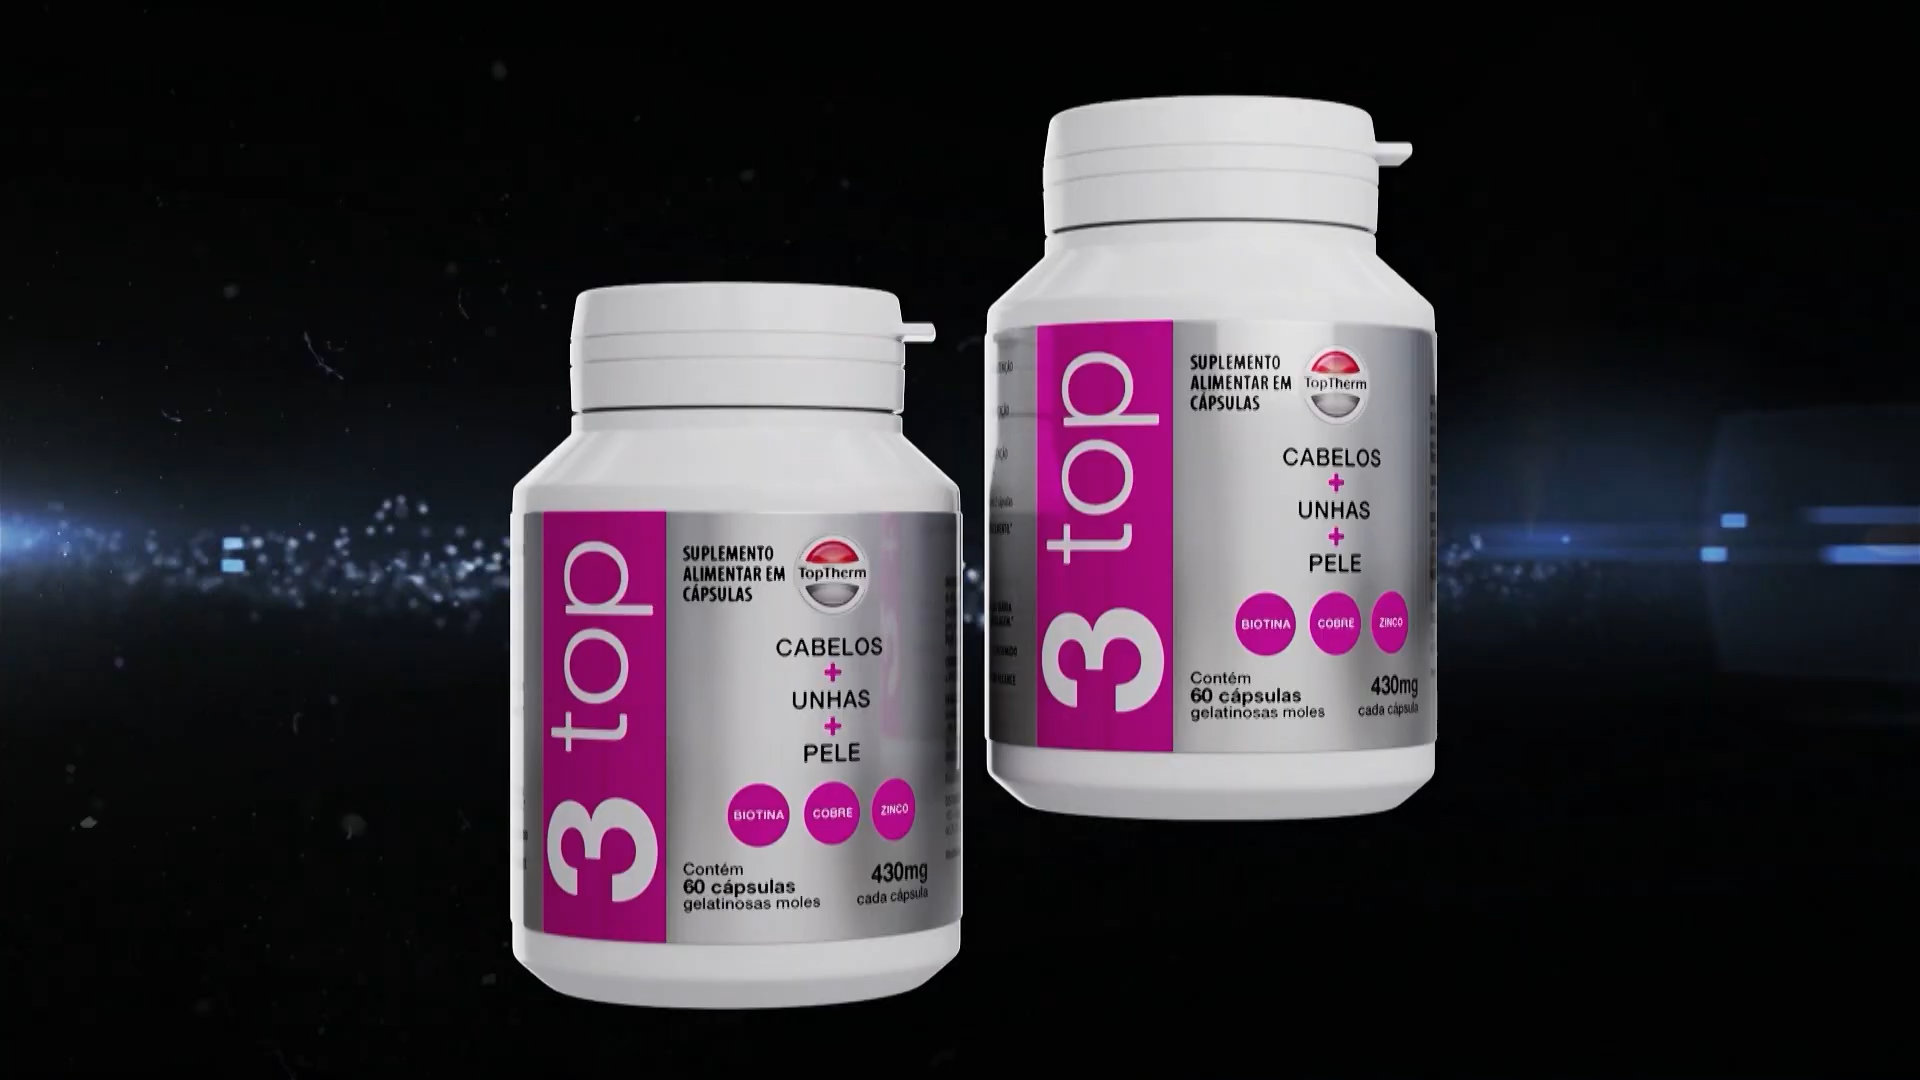 3 top
SUPLEMENTO
ALIMENTAR EM
CÁPSULAS
TopTherm
CABELOS
+
UNHAS
+
PELE
BIOTINA COBRE ZINCO
Contém
60 cápsulas
gelatinosas moles
430mg
cada cápsula
3 top
SUPLEMENTO
ALIMENTAR EM
CÁPSULAS
TopTherm
CABELOS
+
UNHAS
+
PELE
BIOTINA COBRE ZINCO
Contém
60 cápsulas
gelatinosas moles
430mg
cada cápsula